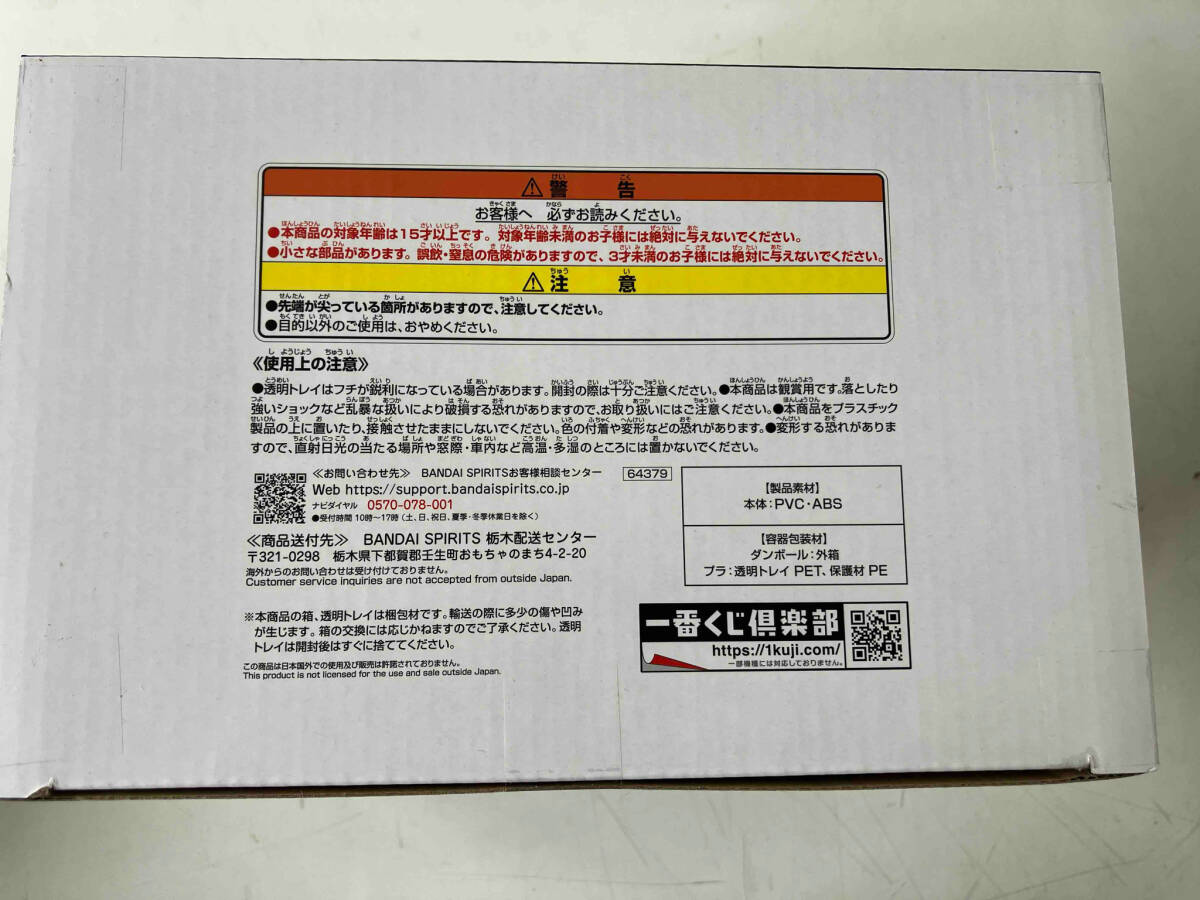 ⚠警告
お客様へ 必ずお読みください。
●本商品の対象年齢は15才以上です。対象年齢未満のお子様には絶対に与えないでください。
●小さな部品があります。誤飲・窒息の危険がありますので、3才未満のお子様には絶対に与えないでください。
⚠注意
●先端が尖っている箇所がありますので、注意してください。
●目的以外のご使用は、おやめください。
《使用上の注意》
●透明トレイはフチが鋭利になっている場合があります。開封の際は十分ご注意ください。●本商品は観賞用です。落としたり
強いショックなど乱暴な扱いにより破損する恐れがありますので、お取り扱いにはご注意ください。●本商品をプラスチック
製品の上に置いたり、接触させたままにしないでください。色の付着や変形などの恐れがあります。●変形する恐れがありま
すので、直射日光の当たる場所や窓際・車内など高温・多湿のところには置かないでください。
≪お問い合わせ先≫ BANDAI SPIRITSお客様相談センター
64379
Web https://support.bandaispirits.co.jp
ナビダイヤル 0570-078-001
●受付時間 10時〜17時(土、日、祝日、夏季・冬季休業日を除く)
≪商品送付先≫ BANDAI SPIRITS 栃木配送センター
〒321-0298 栃木県下都賀郡壬生町おもちゃのまち4-2-20
海外からのお問い合わせは受け付けておりません。
Customer service inquiries are not accepted from outside Japan.
【製品素材】
本体:PVC・ABS
【容器包装材】
ダンボール:外箱
プラ:透明トレイ PET、保護材 PE
※本商品の箱、透明トレイは梱包材です。輸送の際に多少の傷や凹み
が生じます。箱の交換には応じかねますのでご了承ください。透明
トレイは開封後はすぐに捨ててください。
この商品は日本国外での使用及び販売は許諾されておりません。
This product is not licensed for the use and sale outside Japan.
一番くじ倶楽部
https://1kuji.com/
一部機種には対応しておりません。